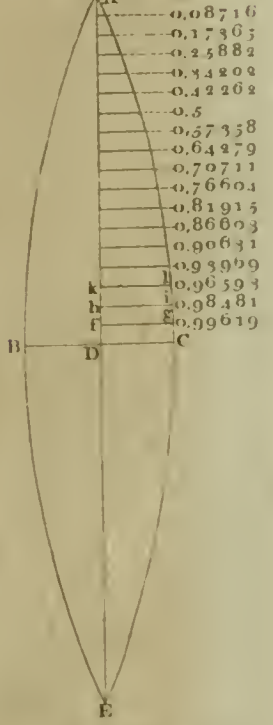 A
0,08716
0,17365
0,25882
0,34202
0,42262
0,5
0,57358
0,64279
0,70711
0,76604
0,81915
0,86603
0,90631
0,93969
k l 0,96593
h i 0,98481
f g 0,99619
B D C
E